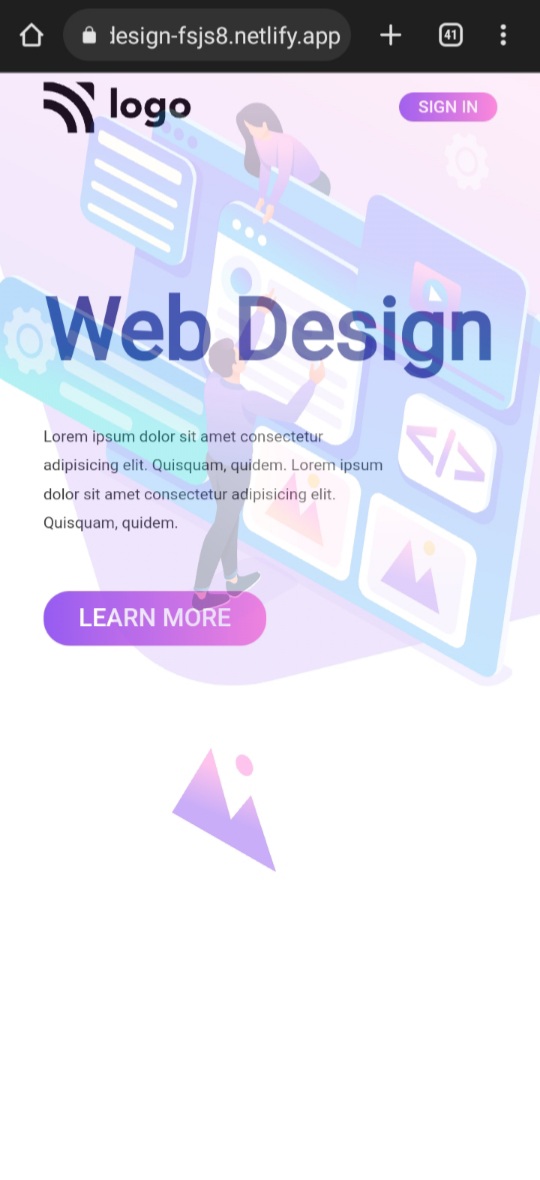 design-fsjs8.netlify.app
41
logo
SIGN IN
Web Design
Lorem ipsum dolor sit amet consectetur
adipisicing elit. Quisquam, quidem. Lorem ipsum
dolor sit amet consectetur adipisicing elit.
Quisquam, quidem.
</>
LEARN MORE